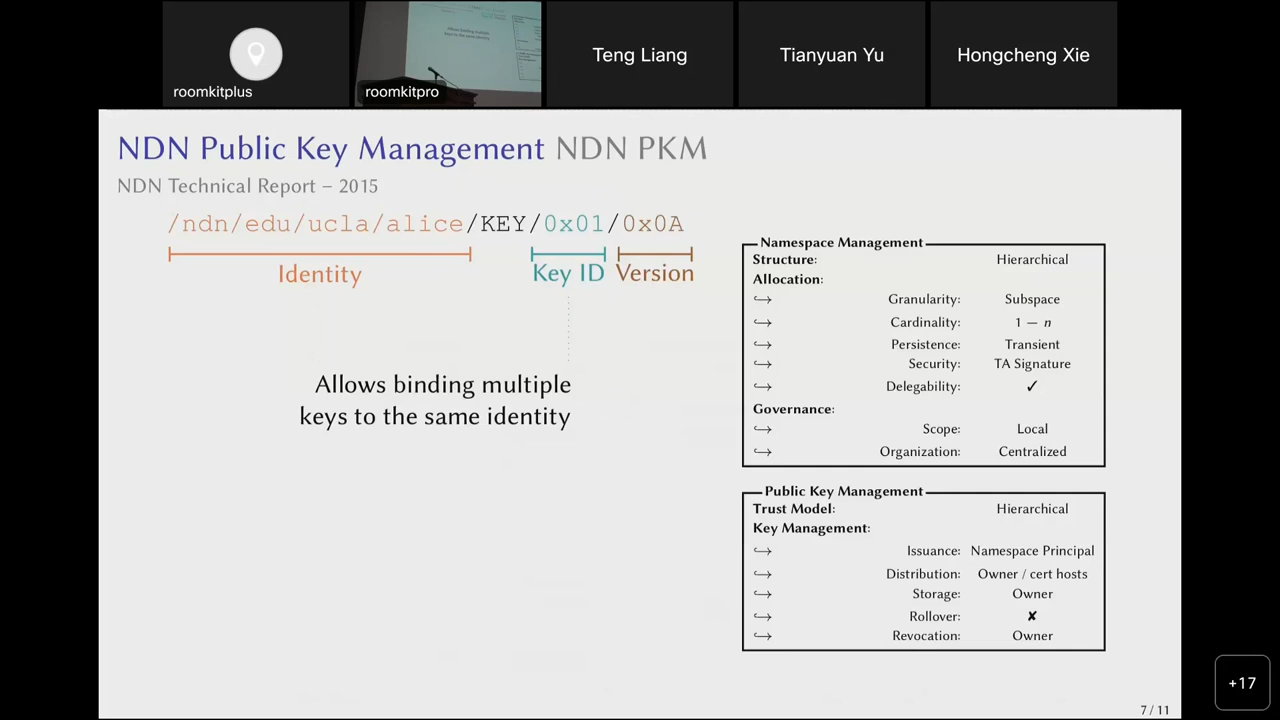 roomkitplus
roomkitpro
Teng Liang
Tianyuan Yu
Hongcheng Xie
NDN Public Key Management NDN PKM
NDN Technical Report – 2015
/ndn/edu/ucla/alice/KEY/0x01/0x0A
Identity Key ID Version
Allows binding multiple
keys to the same identity
Namespace Management
Structure: Hierarchical
Allocation:
↪ Granularity: Subspace
↪ Cardinality: 1 − n
↪ Persistence: Transient
↪ Security: TA Signature
↪ Delegability: ✓
Governance:
↪ Scope: Local
↪ Organization: Centralized
Public Key Management
Trust Model: Hierarchical
Key Management:
↪ Issuance: Namespace Principal
↪ Distribution: Owner / cert hosts
↪ Storage: Owner
↪ Rollover: ✘
↪ Revocation: Owner
+17
7 / 11